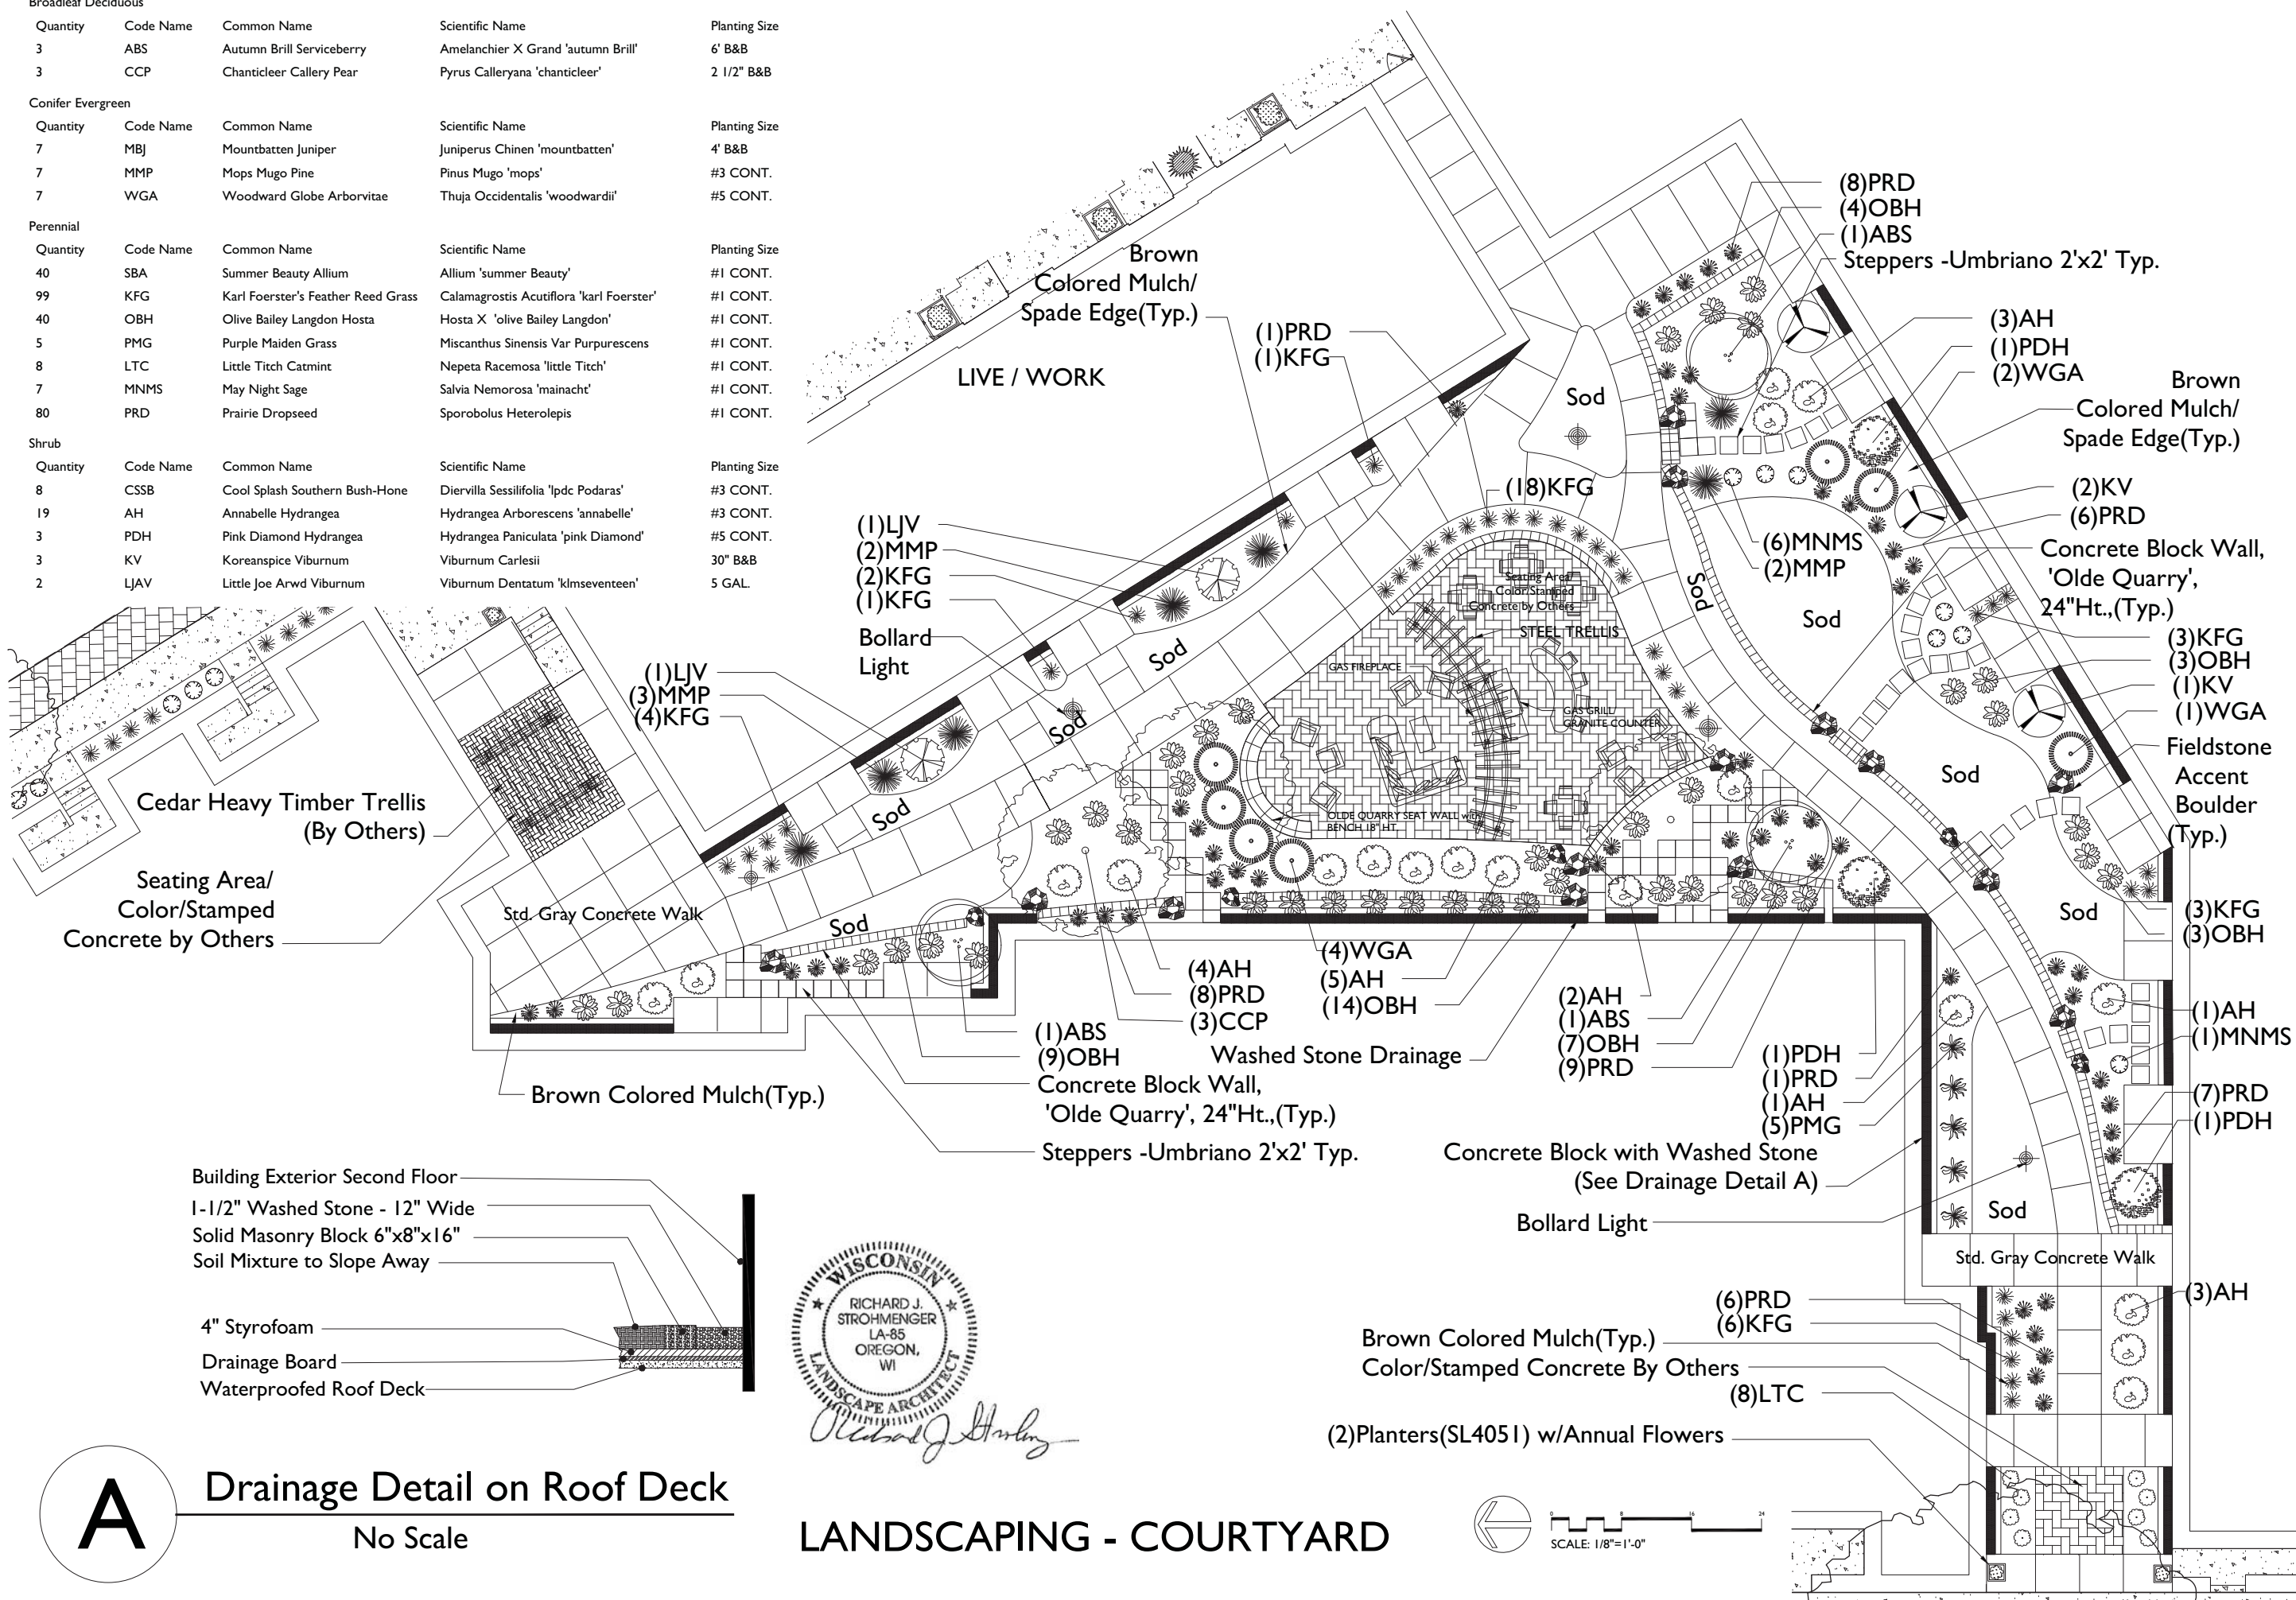 Broadleaf Deciduous
Quantity Code Name Common Name Scientific Name Planting Size
3 ABS Autumn Brill Serviceberry Amelanchier X Grand 'autumn Brill' 6' B&B
3 CCP Chanticleer Callery Pear Pyrus Calleryana 'chanticleer' 2 1/2" B&B
Conifer Evergreen
Quantity Code Name Common Name Scientific Name Planting Size
7 MBJ Mountbatten Juniper Juniperus Chinen 'mountbatten' 4' B&B
7 MMP Mops Mugo Pine Pinus Mugo 'mops' #3 CONT.
7 WGA Woodward Globe Arborvitae Thuja Occidentalis 'woodwardii' #5 CONT.
Perennial
Quantity Code Name Common Name Scientific Name Planting Size
40 SBA Summer Beauty Allium Allium 'summer Beauty' #1 CONT.
99 KFG Karl Foerster's Feather Reed Grass Calamagrostis Acutiflora 'karl Foerster' #1 CONT.
40 OBH Olive Bailey Langdon Hosta Hosta X 'olive Bailey Langdon' #1 CONT.
5 PMG Purple Maiden Grass Miscanthus Sinensis Var Purpurescens #1 CONT.
8 LTC Little Titch Catmint Nepeta Racemosa 'little Titch' #1 CONT.
7 MNMS May Night Sage Salvia Nemorosa 'mainacht' #1 CONT.
80 PRD Prairie Dropseed Sporobolus Heterolepis #1 CONT.
Shrub
Quantity Code Name Common Name Scientific Name Planting Size
8 CSSB Cool Splash Southern Bush-Hone Diervilla Sessilifolia 'lpdc Podaras' #3 CONT.
19 AH Annabelle Hydrangea Hydrangea Arborescens 'annabelle' #3 CONT.
3 PDH Pink Diamond Hydrangea Hydrangea Paniculata 'pink Diamond' #5 CONT.
3 KV Koreanspice Viburnum Viburnum Carlesii 30" B&B
2 LJAV Little Joe Arwd Viburnum Viburnum Dentatum 'klmseventeen' 5 GAL.
Brown
Colored Mulch/
Spade Edge(Typ.)
LIVE / WORK
(1)PRD
(1)KFG
(8)PRD
(4)OBH
(1)ABS
Steppers -Umbriano 2'x2' Typ.
(3)AH
(1)PDH
(2)WGA
Brown
Colored Mulch/
Spade Edge(Typ.)
Sod
(2)KV
(6)PRD
Concrete Block Wall,
'Olde Quarry',
24"Ht.,(Typ.)
(18)KFG
(6)MNMS
(2)MMP
Sod
Sod
(1)LJV
(2)MMP
(2)KFG
(1)KFG
Bollard
Light
Seating Area/
Color/Stamped
Concrete by Others
STEEL TRELLIS
GAS FIREPLACE
GAS GRILL/
GRANITE COUNTER
OLDE QUARRY SEAT WALL with
BENCH 18" HT.
(3)KFG
(3)OBH
(1)KV
(1)WGA
Fieldstone
Accent
Boulder
(Typ.)
(1)LJV
(3)MMP
(4)KFG
Sod
Sod
Sod
Sod
Cedar Heavy Timber Trellis
(By Others)
Seating Area/
Color/Stamped
Concrete by Others
Std. Gray Concrete Walk
Sod
Sod
(3)KFG
(3)OBH
(4)AH
(8)PRD
(3)CCP
(4)WGA
(5)AH
(14)OBH
(1)ABS
(9)OBH
Washed Stone Drainage
(2)AH
(1)ABS
(7)OBH
(9)PRD
(1)PDH
(1)PRD
(1)AH
(5)PMG
(1)AH
(1)MNMS
(7)PRD
(1)PDH
Brown Colored Mulch(Typ.)
Concrete Block Wall,
'Olde Quarry', 24"Ht.,(Typ.)
Steppers -Umbriano 2'x2' Typ.
Concrete Block with Washed Stone
(See Drainage Detail A)
Bollard Light
Sod
Std. Gray Concrete Walk
Building Exterior Second Floor
1-1/2" Washed Stone - 12" Wide
Solid Masonry Block 6"x8"x16"
Soil Mixture to Slope Away
4" Styrofoam
Drainage Board
Waterproofed Roof Deck
WISCONSIN
RICHARD J.
STROHMENGER
LA-85
OREGON,
WI
LANDSCAPE ARCHITECT
(6)PRD
(6)KFG
Brown Colored Mulch(Typ.)
Color/Stamped Concrete By Others
(8)LTC
(2)Planters(SL4051) w/Annual Flowers
(3)AH
A
Drainage Detail on Roof Deck
No Scale
LANDSCAPING - COURTYARD
0 8 16 24
SCALE: 1/8"=1'-0"